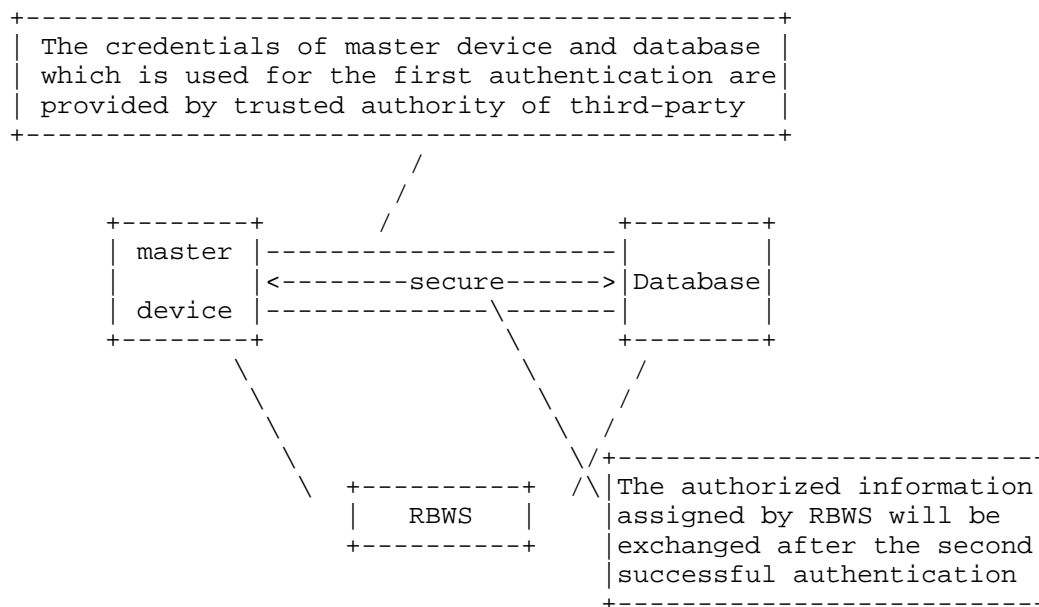 The credentials of master device and database
which is used for the first authentication are
provided by trusted authority of third-party
master
secure
Database
device
RBWS
The authorized information
assigned by RBWS will be
exchanged after the second
successful authentication